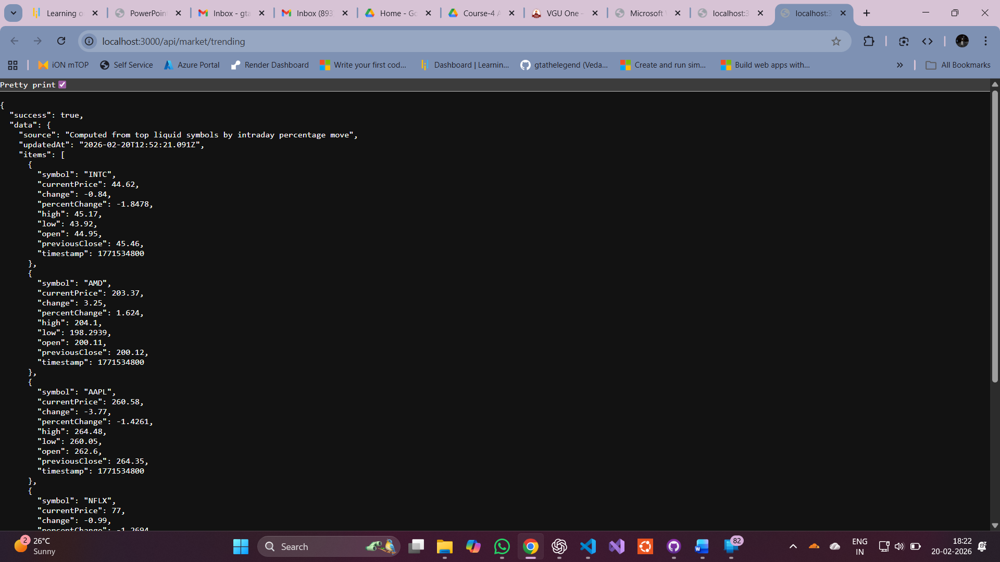 Learning o
PowerPoin
Inbox - gta
Inbox (893
Home - Go
Course-4 A
VGU One -
Microsoft
localhost:3
localhost:3
localhost:3000/api/market/trending
iON mTOP
Self Service
Azure Portal
Render Dashboard
Write your first cod...
Dashboard | Learnin...
gtathelegend (Veda...
Create and run sim...
Build web apps with...
All Bookmarks
Pretty print
{
"success": true,
"data": {
"source": "Computed from top liquid symbols by intraday percentage move",
"updatedAt": "2026-02-20T12:52:21.091Z",
"items": [
{
"symbol": "INTC",
"currentPrice": 44.62,
"change": -0.84,
"percentChange": -1.8478,
"high": 45.17,
"low": 43.92,
"open": 44.95,
"previousClose": 45.46,
"timestamp": 1771534800
},
{
"symbol": "AMD",
"currentPrice": 203.37,
"change": 3.25,
"percentChange": 1.624,
"high": 204.1,
"low": 198.2939,
"open": 200.11,
"previousClose": 200.12,
"timestamp": 1771534800
},
{
"symbol": "AAPL",
"currentPrice": 260.58,
"change": -3.77,
"percentChange": -1.4261,
"high": 264.48,
"low": 260.05,
"open": 262.6,
"previousClose": 264.35,
"timestamp": 1771534800
},
{
"symbol": "NFLX",
"currentPrice": 77,
"change": -0.99,
"percentChange": -1.2694
2
26°C
Sunny
Search
82
ENG
IN
18:22
20-02-2026